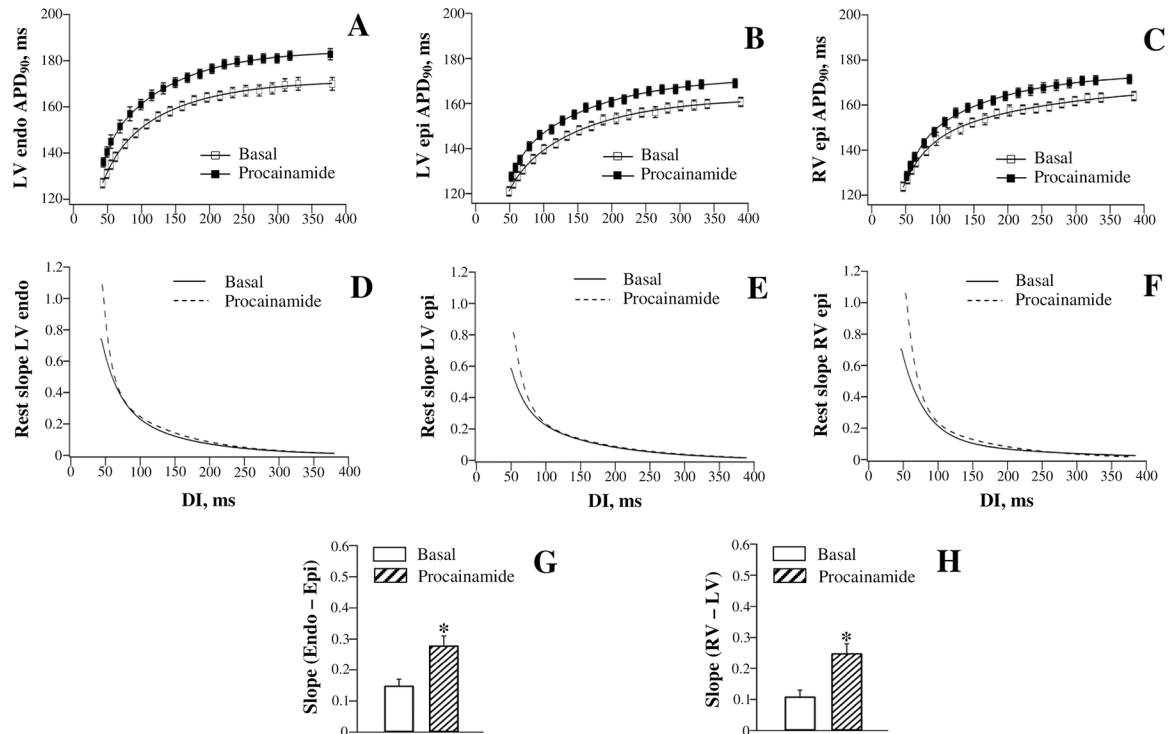 A
LV endo APD90, ms
200
180
160
140
120
0 50 100 150 200 250 300 350 400
Basal
Procainamide
B
LV epi APD90, ms
200
180
160
140
120
0 50 100 150 200 250 300 350 400
Basal
Procainamide
C
RV epi APD90, ms
200
180
160
140
120
0 50 100 150 200 250 300 350 400
Basal
Procainamide
D
Rest slope LV endo
1.2
1.0
0.8
0.6
0.4
0.2
0
0 50 100 150 200 250 300 350 400
DI, ms
Basal
Procainamide
E
Rest slope LV epi
1.2
1.0
0.8
0.6
0.4
0.2
0
0 50 100 150 200 250 300 350 400
DI, ms
Basal
Procainamide
F
Rest slope RV epi
1.2
1.0
0.8
0.6
0.4
0.2
0
0 50 100 150 200 250 300 350 400
DI, ms
Basal
Procainamide
G
Slope (Endo – Epi)
0.6
0.5
0.4
0.3
0.2
0.1
0
Basal
Procainamide
*
H
Slope (RV – LV)
0.6
0.5
0.4
0.3
0.2
0.1
0
Basal
Procainamide
*